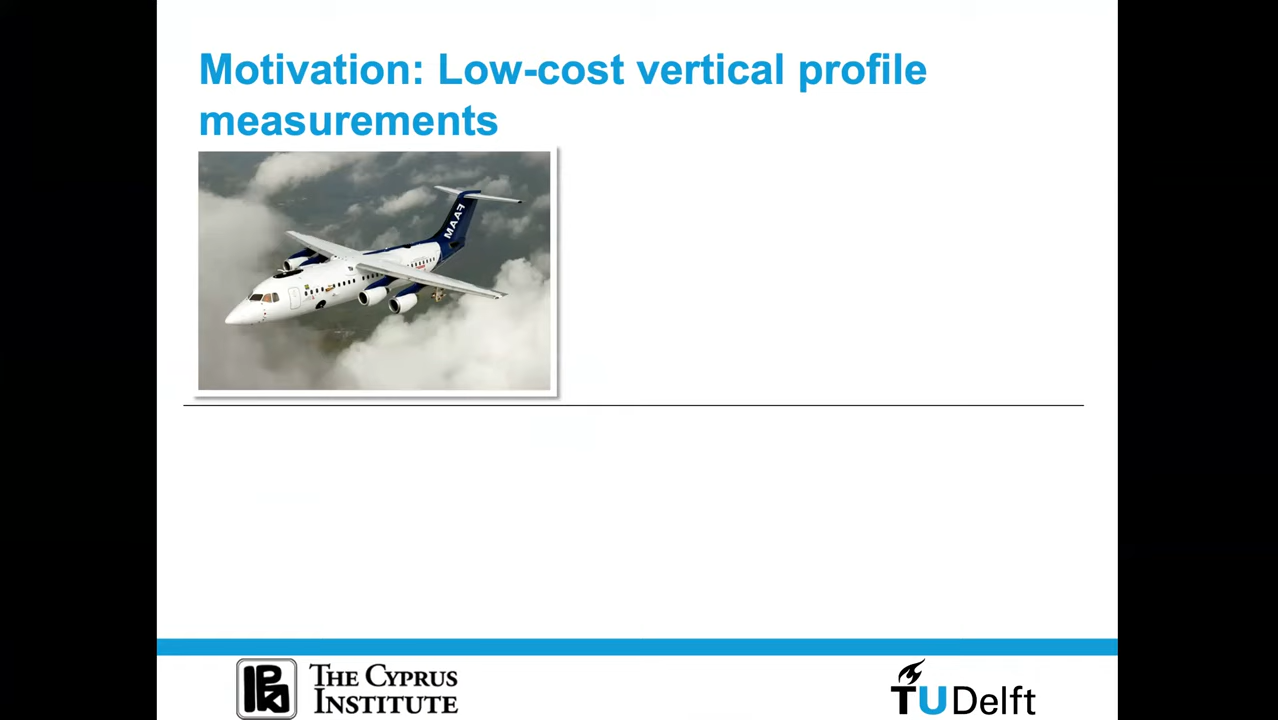 Motivation: Low-cost vertical profile
measurements
FAAM
THE CYPRUS
INSTITUTE
TUDelft